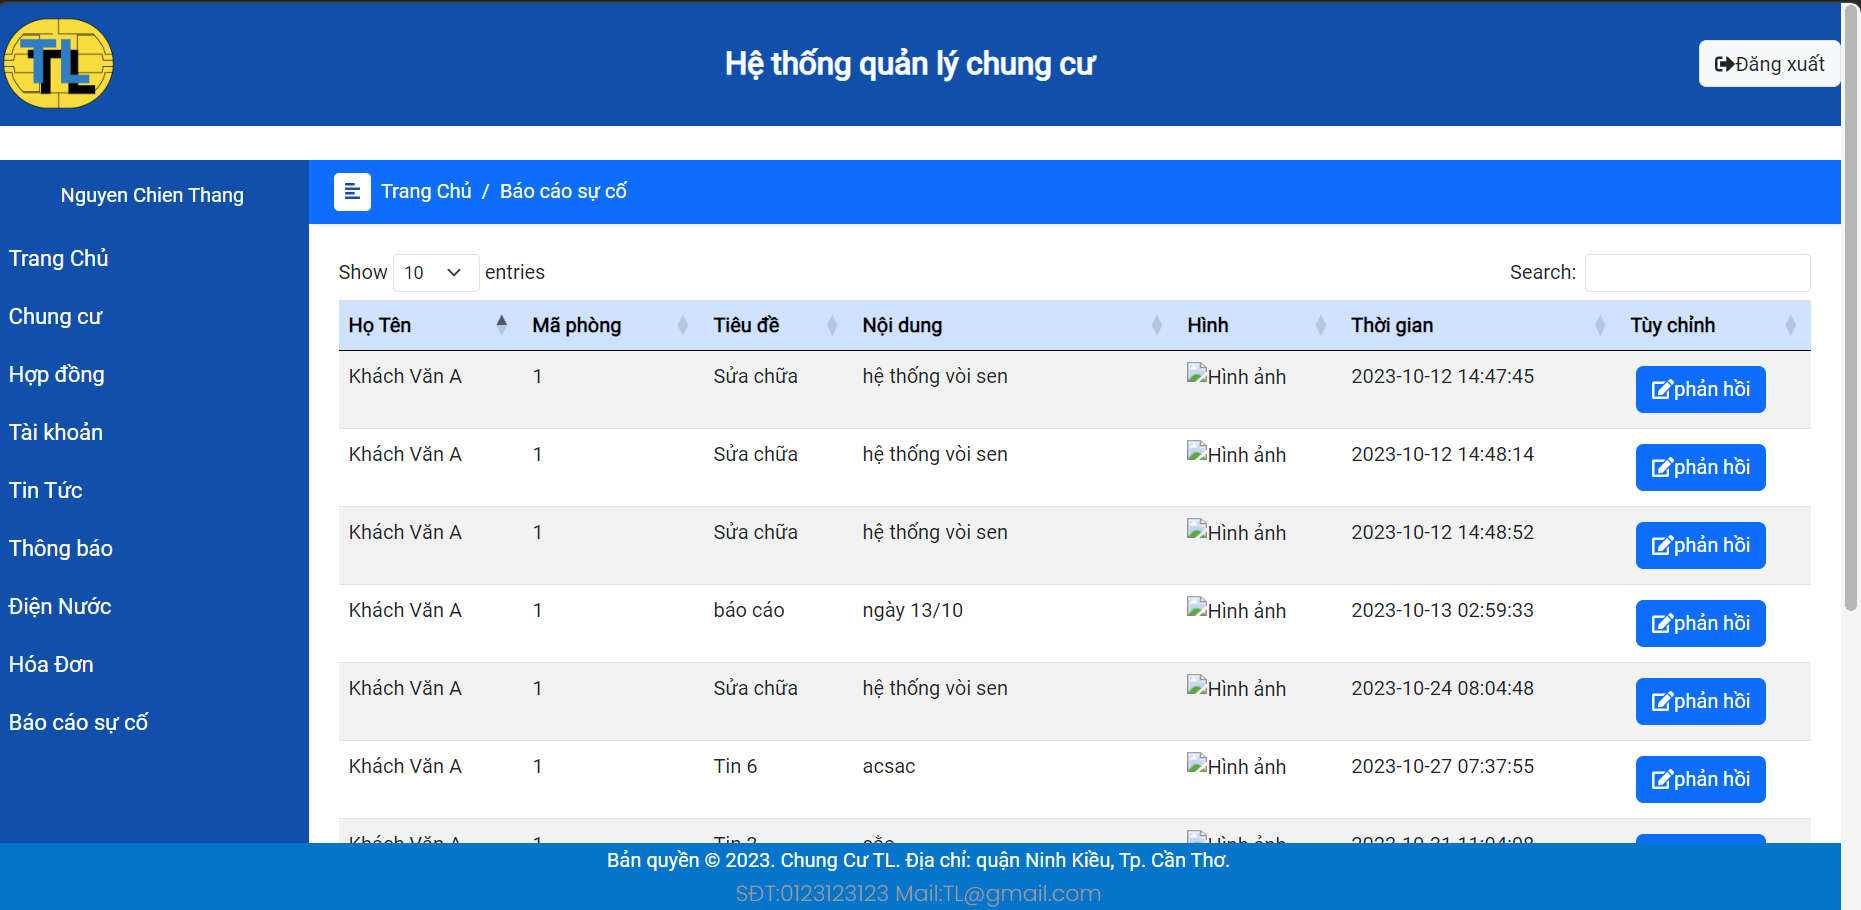 TL
Hệ thống quản lý chung cư
Đăng xuất
Nguyen Chien Thang
Trang Chủ
Chung cư
Hợp đồng
Tài khoản
Tin Tức
Thông báo
Điện Nước
Hóa Đơn
Báo cáo sự cố
Trang Chủ / Báo cáo sự cố
Show 10 entries
Search:
Họ Tên Mã phòng Tiêu đề Nội dung Hình Thời gian Tùy chỉnh
Khách Văn A 1 Sửa chữa hệ thống vòi sen Hình ảnh 2023-10-12 14:47:45 phản hồi
Khách Văn A 1 Sửa chữa hệ thống vòi sen Hình ảnh 2023-10-12 14:48:14 phản hồi
Khách Văn A 1 Sửa chữa hệ thống vòi sen Hình ảnh 2023-10-12 14:48:52 phản hồi
Khách Văn A 1 báo cáo ngày 13/10 Hình ảnh 2023-10-13 02:59:33 phản hồi
Khách Văn A 1 Sửa chữa hệ thống vòi sen Hình ảnh 2023-10-24 08:04:48 phản hồi
Khách Văn A 1 Tin 6 acsac Hình ảnh 2023-10-27 07:37:55 phản hồi
Khách Văn A 1 Hình ảnh
Bản quyền © 2023. Chung Cư TL. Địa chỉ: quận Ninh Kiều, Tp. Cần Thơ.
SĐT:0123123123 Mail:TL@gmail.com